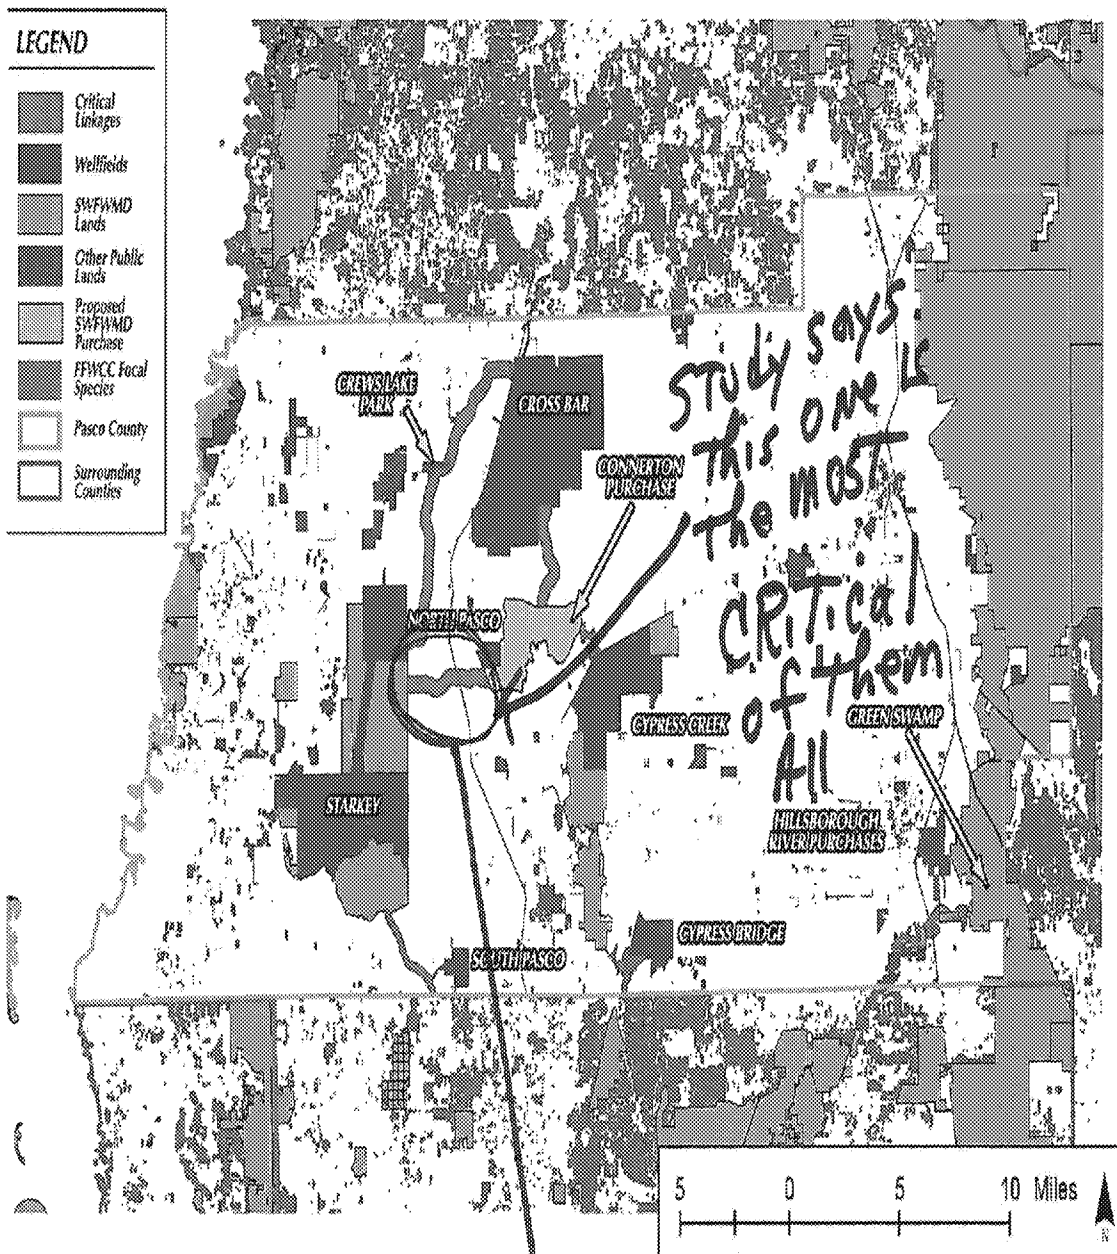 LEGEND
Critical
Linkages
Wellfields
SWFWMD
Lands
Other Public
Lands
Proposed
SWFWMD
Purchase
FFWCC Focal
Species
Pasco County
Surrounding
Counties
CREWS LAKE
PARK
CROSS BAR
CONNERTON
PURCHASE
STUdy says
this one is
the most
CRiTical
of them
All
NORTH PASCO
CYPRESS CREEK
GREEN SWAMP
STARKEY
HILLSBOROUGH
RIVER PURCHASES
CYPRESS BRIDGE
SOUTH PASCO
5 0 5 10 Miles
N